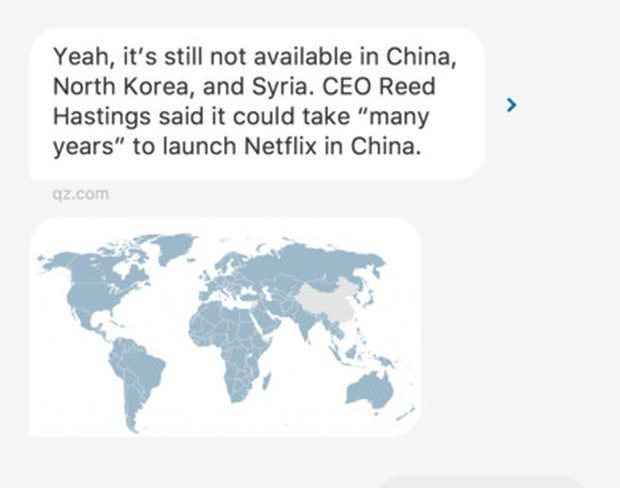 Yeah, it’s still not available in China,
North Korea, and Syria. CEO Reed
Hastings said it could take “many
years” to launch Netflix in China.
qz.com